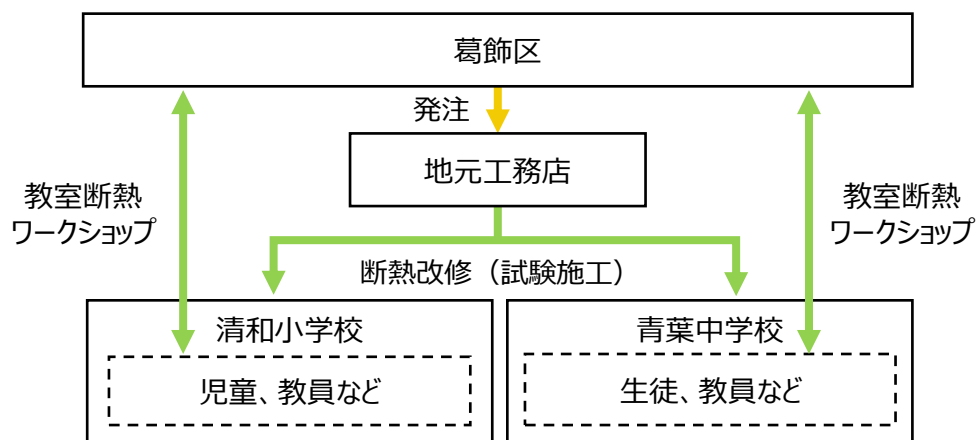 葛飾区
発注
地元工務店
教室断熱
ワークショップ
教室断熱
ワークショップ
断熱改修（試験施工）
清和小学校
青葉中学校
児童、教員など
生徒、教員など